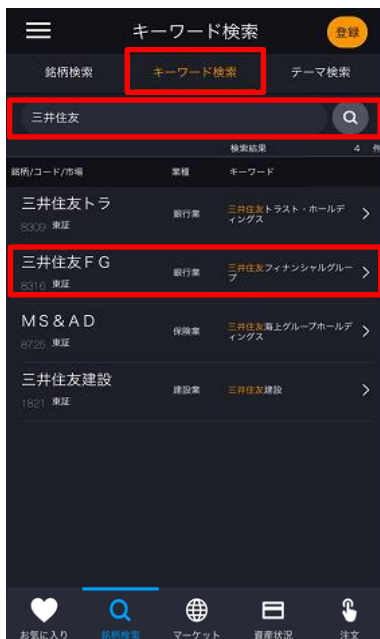 キーワード検索
登録
銘柄検索 キーワード検索 テーマ検索
三井住友
検索結果 4 件
銘柄/コード/市場 業種 キーワード
三井住友トラ
8309 東証
銀行業
三井住友トラスト・ホールデ
ィングス
三井住友FG
8316 東証
銀行業
三井住友フィナンシャルグルー
プ
MS&AD
8725 東証
保険業
三井住友海上グループホールデ
ィングス
三井住友建設
1821 東証
建設業
三井住友建設
お気に入り 銘柄検索 マーケット 資産状況 注文